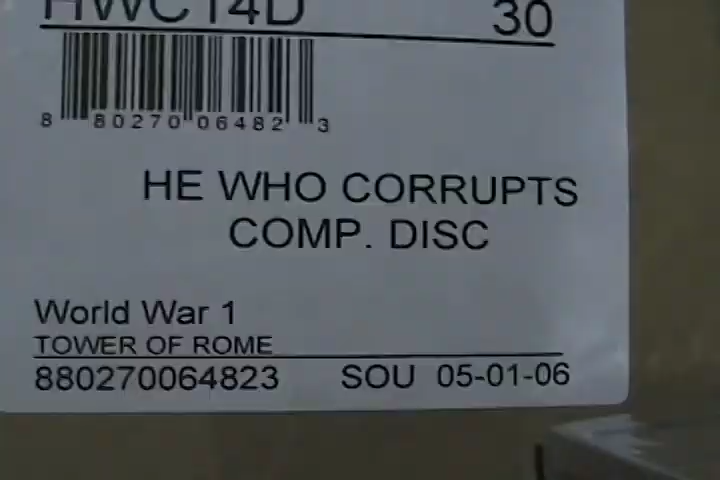 HWC14D 30
8 80270 06482 3
HE WHO CORRUPTS
COMP. DISC
World War 1
TOWER OF ROME
880270064823 SOU 05-01-06